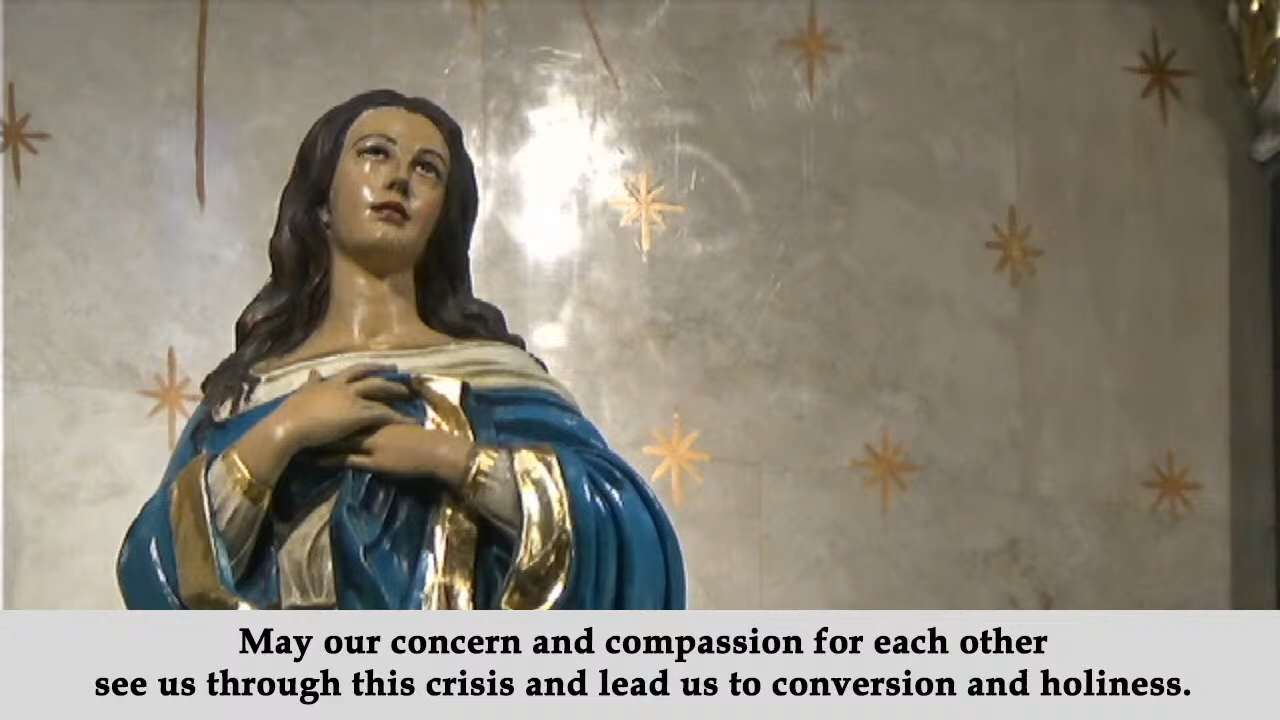 May our concern and compassion for each other
see us through this crisis and lead us to conversion and holiness.